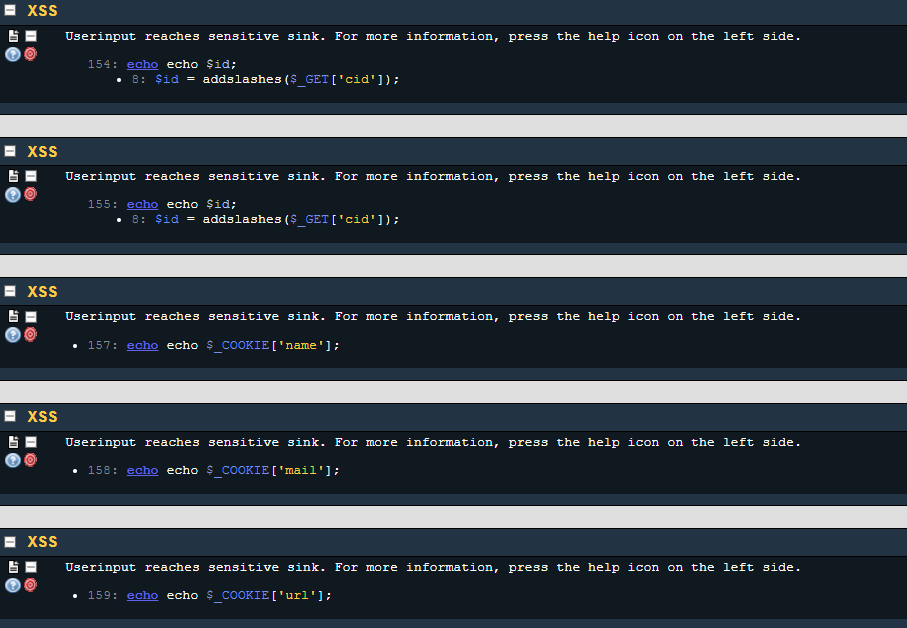 XSS
Userinput reaches sensitive sink. For more information, press the help icon on the left side.
154: echo echo $id;
8: $id = addslashes($_GET['cid']);
XSS
Userinput reaches sensitive sink. For more information, press the help icon on the left side.
155: echo echo $id;
8: $id = addslashes($_GET['cid']);
XSS
Userinput reaches sensitive sink. For more information, press the help icon on the left side.
157: echo echo $_COOKIE['name'];
XSS
Userinput reaches sensitive sink. For more information, press the help icon on the left side.
158: echo echo $_COOKIE['mail'];
XSS
Userinput reaches sensitive sink. For more information, press the help icon on the left side.
159: echo echo $_COOKIE['url'];